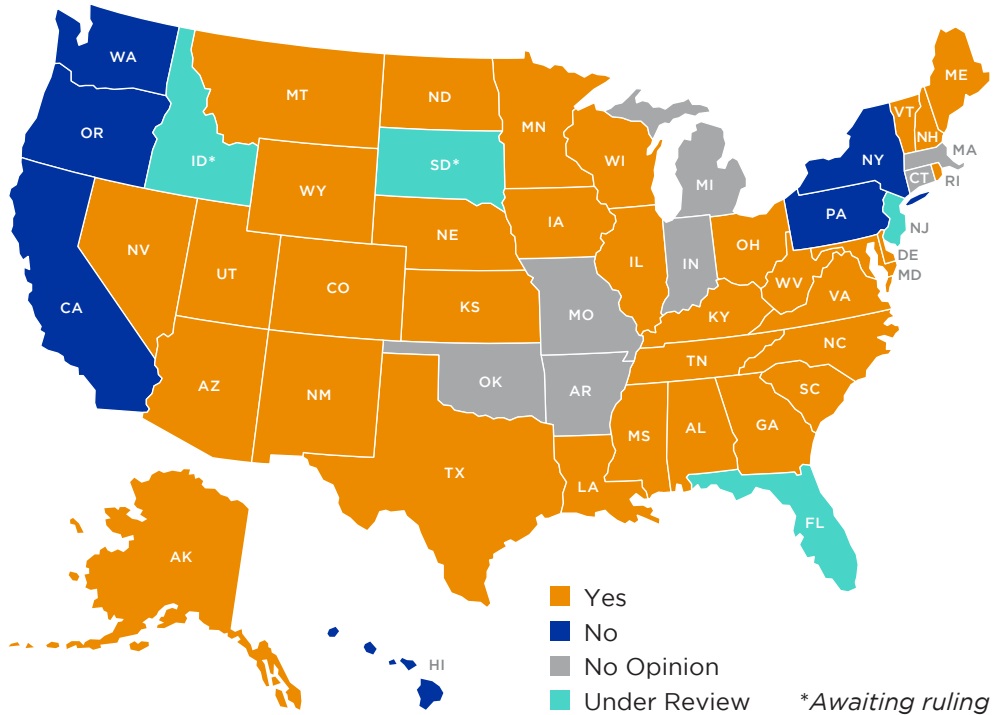 WA
MT
ND
MN
ME
VT
NH
OR
ID*
SD*
WI
NY
MA
WY
MI
CT
RI
PA
NV
NE
IA
NJ
UT
CO
IL
IN
OH
DE
MD
WV
VA
CA
KS
MO
KY
NC
TN
AZ
NM
OK
AR
SC
MS
AL
GA
TX
LA
FL
AK
HI
Yes
No
No Opinion
Under Review
*Awaiting ruling